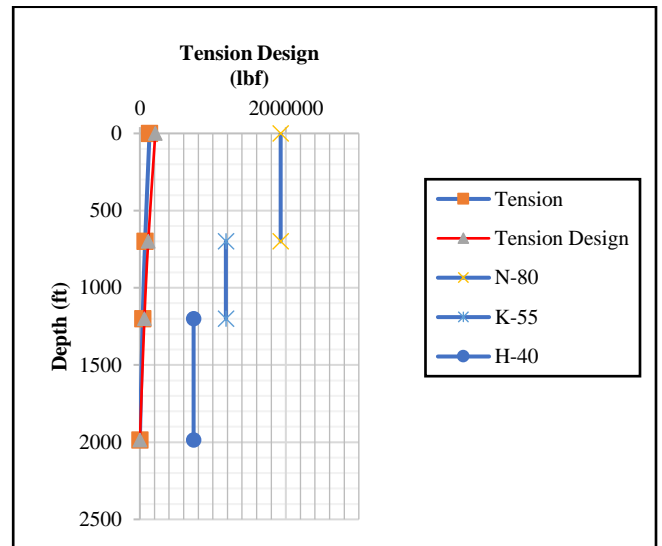 Tension Design
(lbf)
0 2000000
0
500
1000
1500
2000
2500
Depth (ft)
Tension
Tension Design
N-80
K-55
H-40